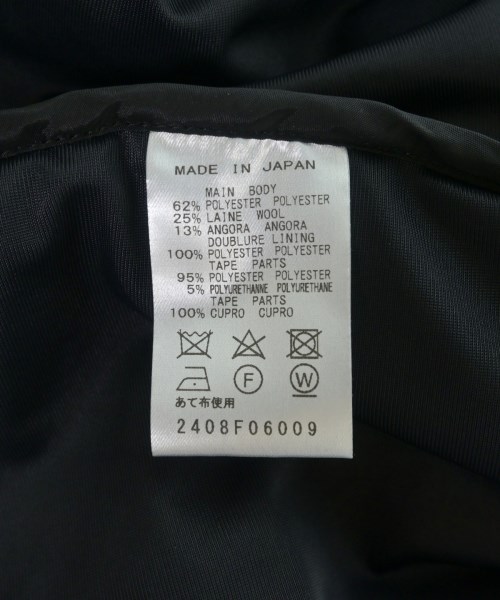 MADE IN JAPAN
MAIN BODY
62% POLYESTER POLYESTER
25% LAINE WOOL
13% ANGORA ANGORA
DOUBLURE LINING
100% POLYESTER POLYESTER
TAPE PARTS
95% POLYESTER POLYESTER
5% POLYURETHANNE POLYURETHANE
TAPE PARTS
100% CUPRO CUPRO
F W
あて布使用
2408F06009